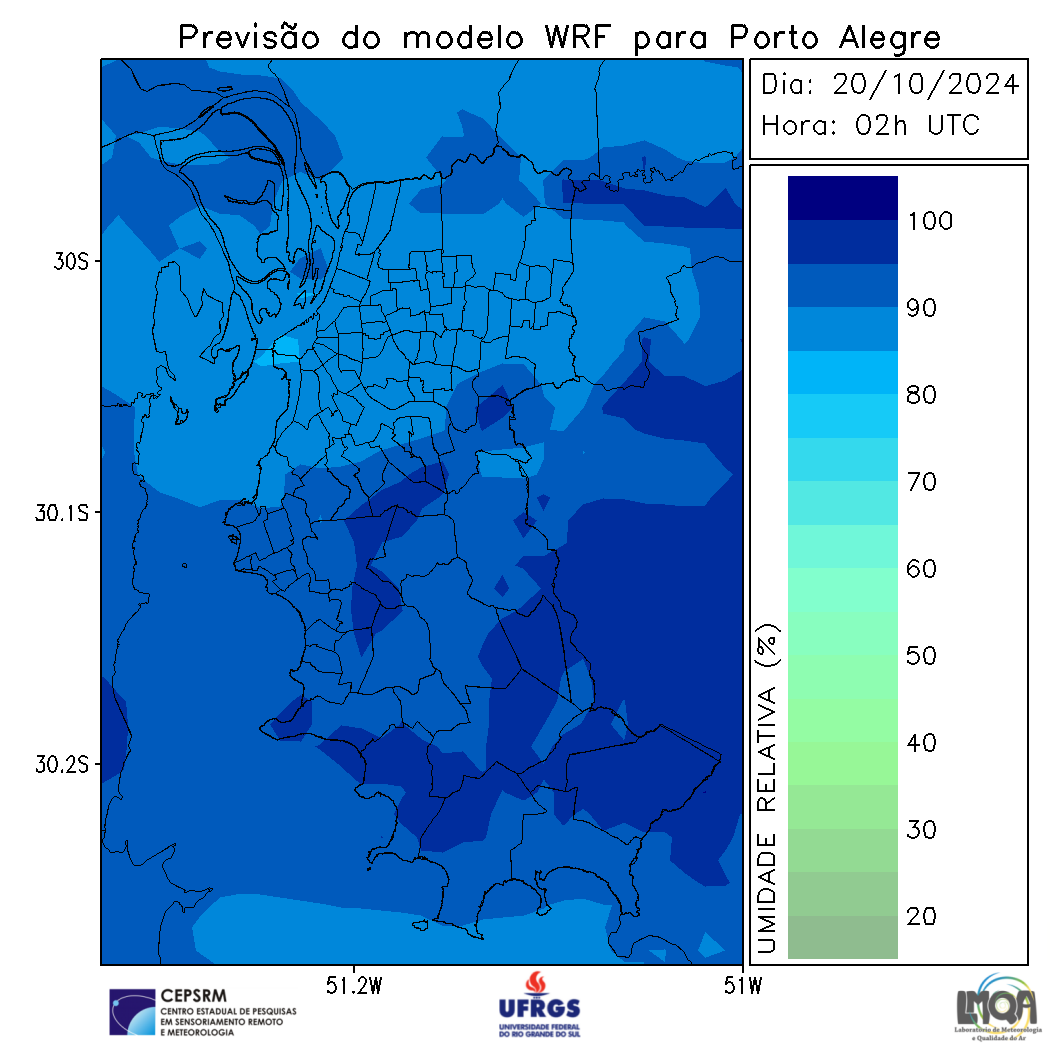 Previsão do modelo WRF para Porto Alegre
Dia: 20/10/2024
Hora: 02h UTC
30S
30.1S
30.2S
51.2W
51W
UMIDADE RELATIVA (%)
100
90
80
70
60
50
40
30
20
CEPSRM
CENTRO ESTADUAL DE PESQUISAS
EM SENSORIAMENTO REMOTO
E METEOROLOGIA
UFRGS
UNIVERSIDADE FEDERAL
DO RIO GRANDE DO SUL
LMQA
Laboratório de Meteorologia
e Qualidade do Ar